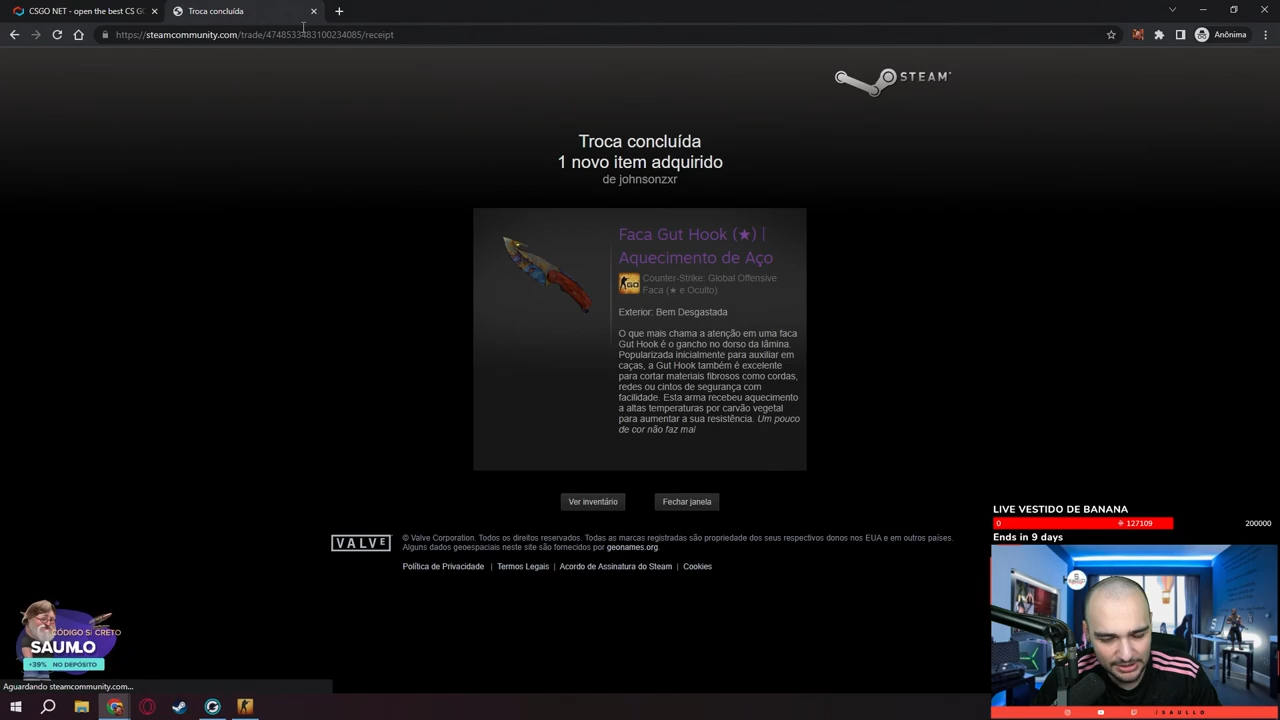 CSGO NET - open the best CS G
Troca concluída
https://steamcommunity.com/trade/4748533483100234085/receipt
Anônima
STEAM
Troca concluída
1 novo item adquirido
de johnsonzxr
Faca Gut Hook (★) |
Aquecimento de Aço
Counter-Strike: Global Offensive
Faca (★ e Oculto)
Exterior: Bem Desgastada
O que mais chama a atenção em uma faca
Gut Hook é o gancho no dorso da lâmina.
Popularizada inicialmente para auxiliar em
caças, a Gut Hook também é excelente
para cortar materiais fibrosos como cordas,
redes ou cintos de segurança com
facilidade. Esta arma recebeu aquecimento
a altas temperaturas por carvão vegetal
para aumentar a sua resistência. Um pouco
de cor não faz mal
Ver inventário
Fechar janela
VALVE
© Valve Corporation. Todos os direitos reservados. Todas as marcas registradas são propriedade dos seus respectivos donos nos EUA e em outros países.
Alguns dados geoespaciais neste site são fornecidos por geonames.org.
Política de Privacidade | Termos Legais | Acordo de Assinatura do Steam | Cookies
LIVE VESTIDO DE BANANA
0 127109 200000
Ends in 9 days
+39% NO DEPÓSITO
Aguardando steamcommunity.com...
/SAULLO